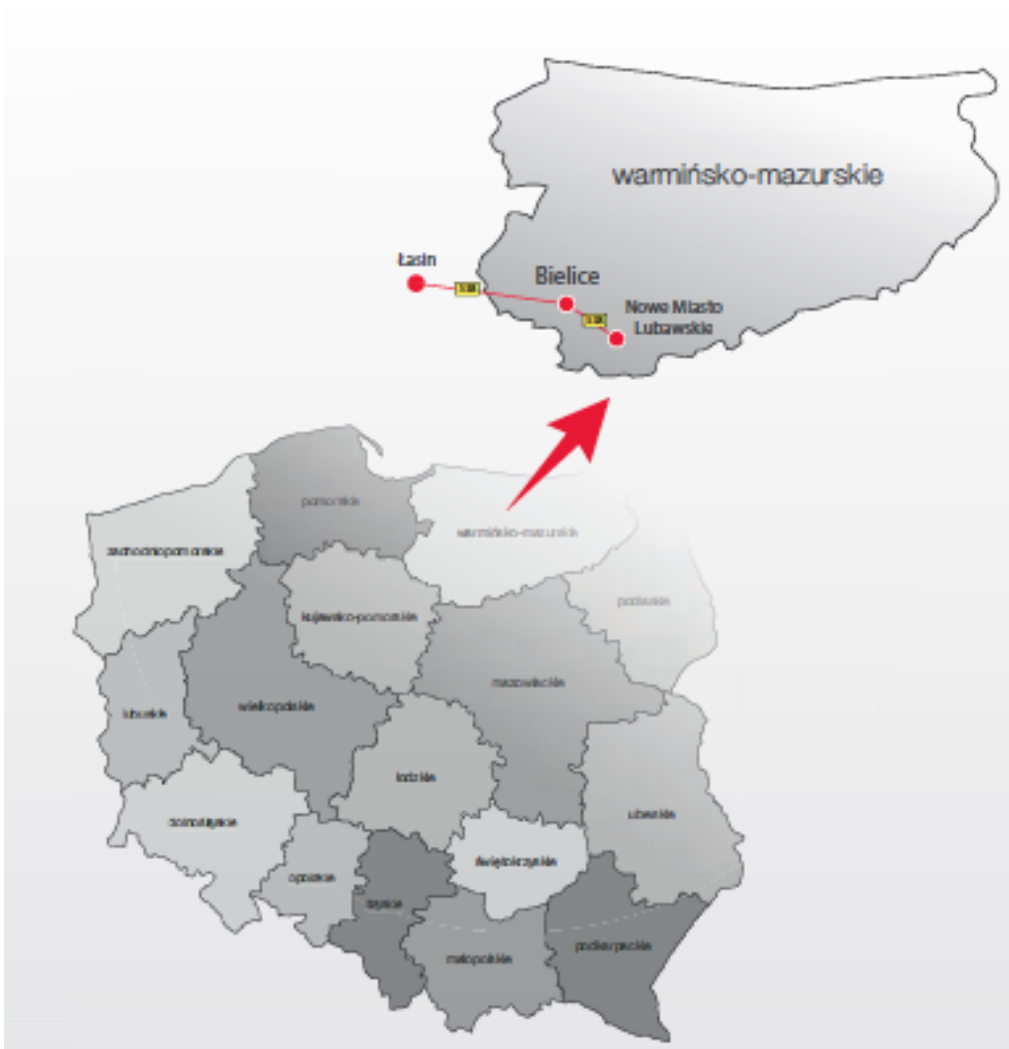 warmińsko-mazurskie
Łasin
Bielice
Nowe Miasto
Lubawskie
pomorskie
warmińsko-mazurskie
zachodniopomorskie
podlaskie
kujawsko-pomorskie
mazowieckie
lubuskie
wielkopolskie
łódzkie
lubelskie
dolnośląskie
świętokrzyskie
opolskie
śląskie
podkarpackie
małopolskie